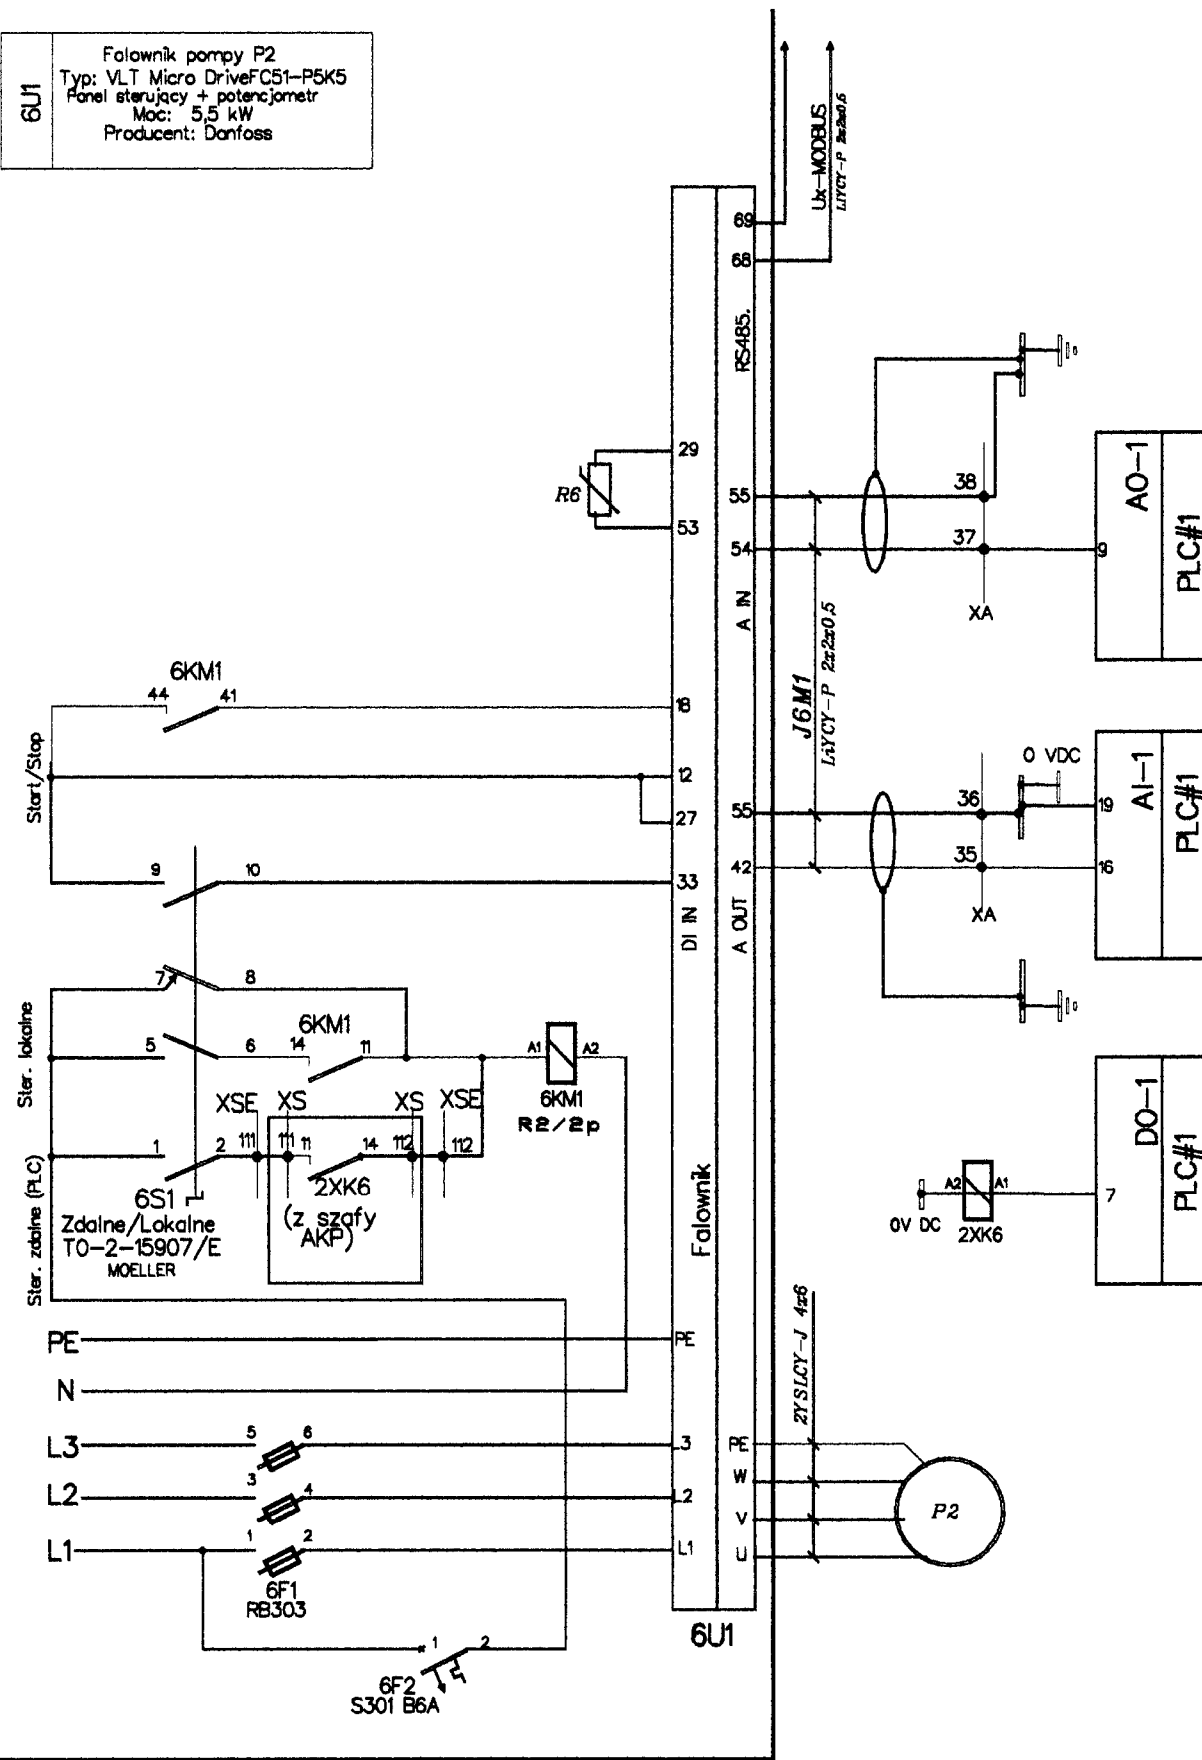 6U1
Falownik pompy P2
Typ: VLT Micro DriveFC51-P5K5
Panel sterujący + potencjometr
Moc: 5,5 kW
Producent: Danfoss
Ux-MODBUS
LIYCY-P 2x2x0,5
69
68
RS485.
29
R6
53
55
38
54
37
9
AO-1
PLC#1
A IN
XA
J6M1
LiYCY-P 2x2x0,5
6KM1
44
41
18
Start/Stop
12
27
0 VDC
55
36
19
AI-1
PLC#1
9
10
33
42
35
16
DI IN
A OUT
XA
7
8
Ster. lokalne
6KM1
5
6
14
11
A1
A2
6KM1
R2/2p
XSE
XS
XS
XSE
1
2
111
111
11
14
112
112
Ster. zdalne (PLC)
6S1
Zdalne/Lokalne
T0-2-15907/E
MOELLER
2XK6
(z szafy
AKP)
Falownik
DO-1
PLC#1
A2
A1
7
0V DC
2XK6
PE
PE
N
2YSLCY-J 4x6
L3
5
6
L3
PE
W
L2
3
4
L2
V
P2
L1
1
2
L1
U
6F1
RB303
6U1
1
2
6F2
S301 B6A